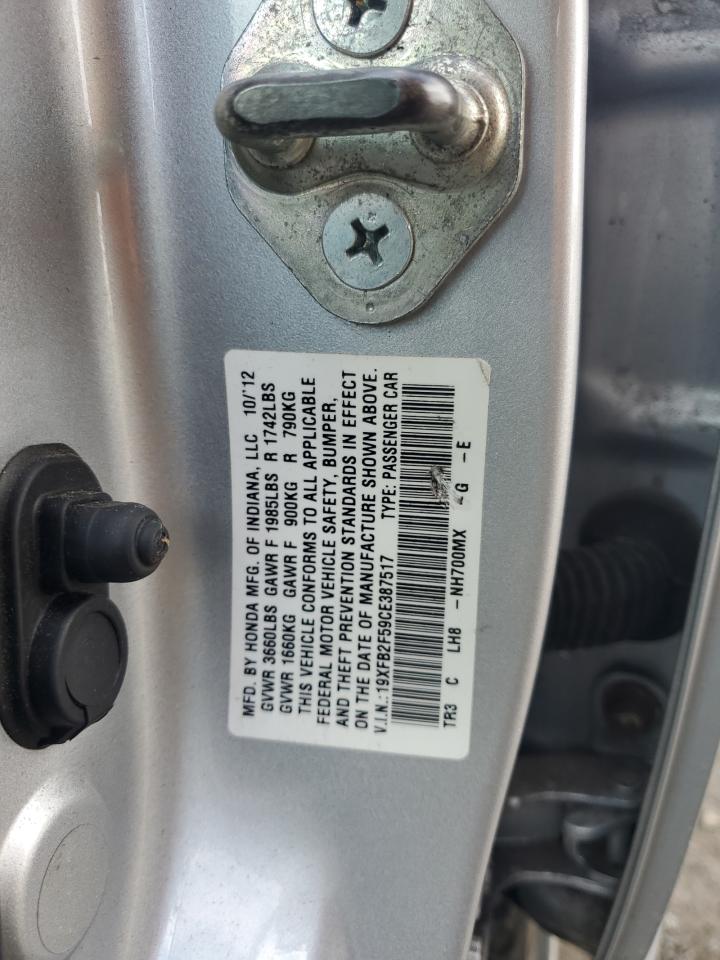 MFD. BY HONDA MFG. OF INDIANA, LLC 10/'12
GVWR 3660LBS GAWR F 1985LBS R 1742LBS
GVWR 1660KG GAWR F 900KG R 790KG
THIS VEHICLE CONFORMS TO ALL APPLICABLE
FEDERAL MOTOR VEHICLE SAFETY, BUMPER,
AND THEFT PREVENTION STANDARDS IN EFFECT
ON THE DATE OF MANUFACTURE SHOWN ABOVE.
V.I.N.:19XFB2F59CE387517 TYPE: PASSENGER CAR
TR3 C LH8 -NH700MX G -E